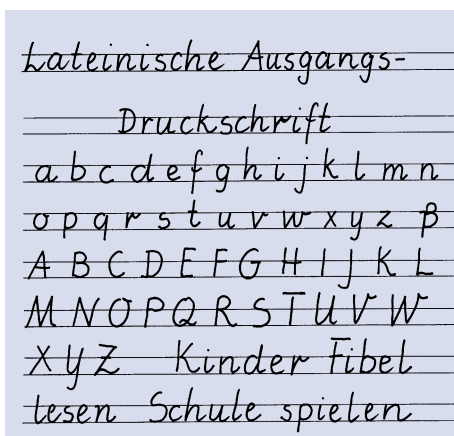 Lateinische Ausgangs-
Druckschrift
a b c d e f g h i j k l m n
o p q r s t u v w x y z ß
A B C D E F G H I J K L
M N O P Q R S T U V W
X Y Z Kinder Fibel
lesen Schule spielen